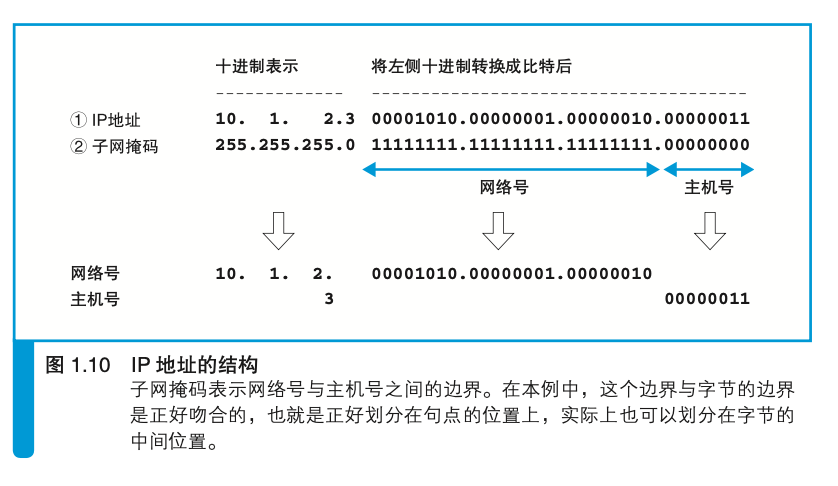 十进制表示 将左侧十进制转换成比特后
------------- --------------------------------------
① IP地址 10. 1. 2.3 00001010.00000001.00000010.00000011
② 子网掩码 255.255.255.0 11111111.11111111.11111111.00000000
网络号 主机号
网络号 10. 1. 2. 00001010.00000001.00000010
主机号 3 00000011
图 1.10 IP 地址的结构
子网掩码表示网络号与主机号之间的边界。在本例中，这个边界与字节的边界
是正好吻合的，也就是正好划分在句点的位置上，实际上也可以划分在字节的
中间位置。